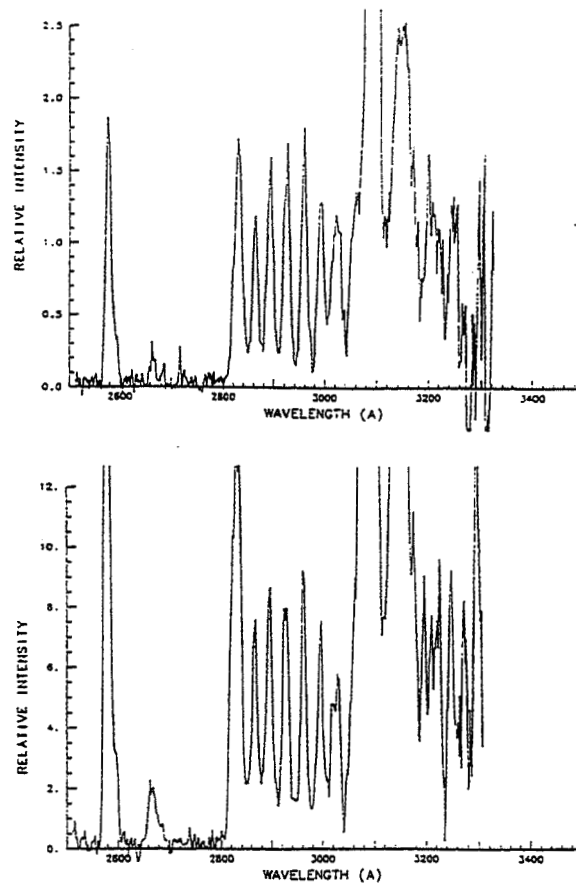 2.5
2.0
1.5
1.0
0.5
0.0
RELATIVE INTENSITY
2600 2800 3000 3200 3400
WAVELENGTH (A)
12.
10.
8.
6.
4.
2.
0.
RELATIVE INTENSITY
2600 2800 3000 3200 3400
WAVELENGTH (A)